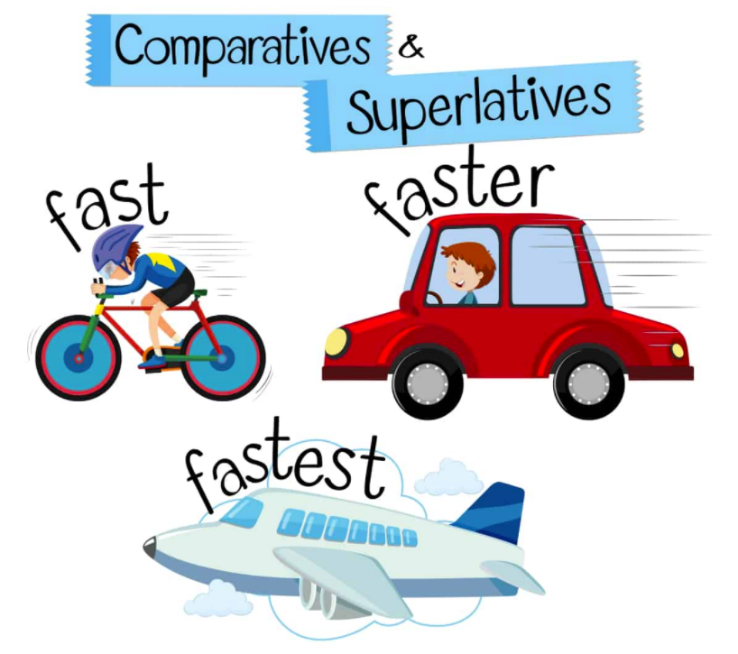 Comparatives &
Superlatives
fast
faster
fastest